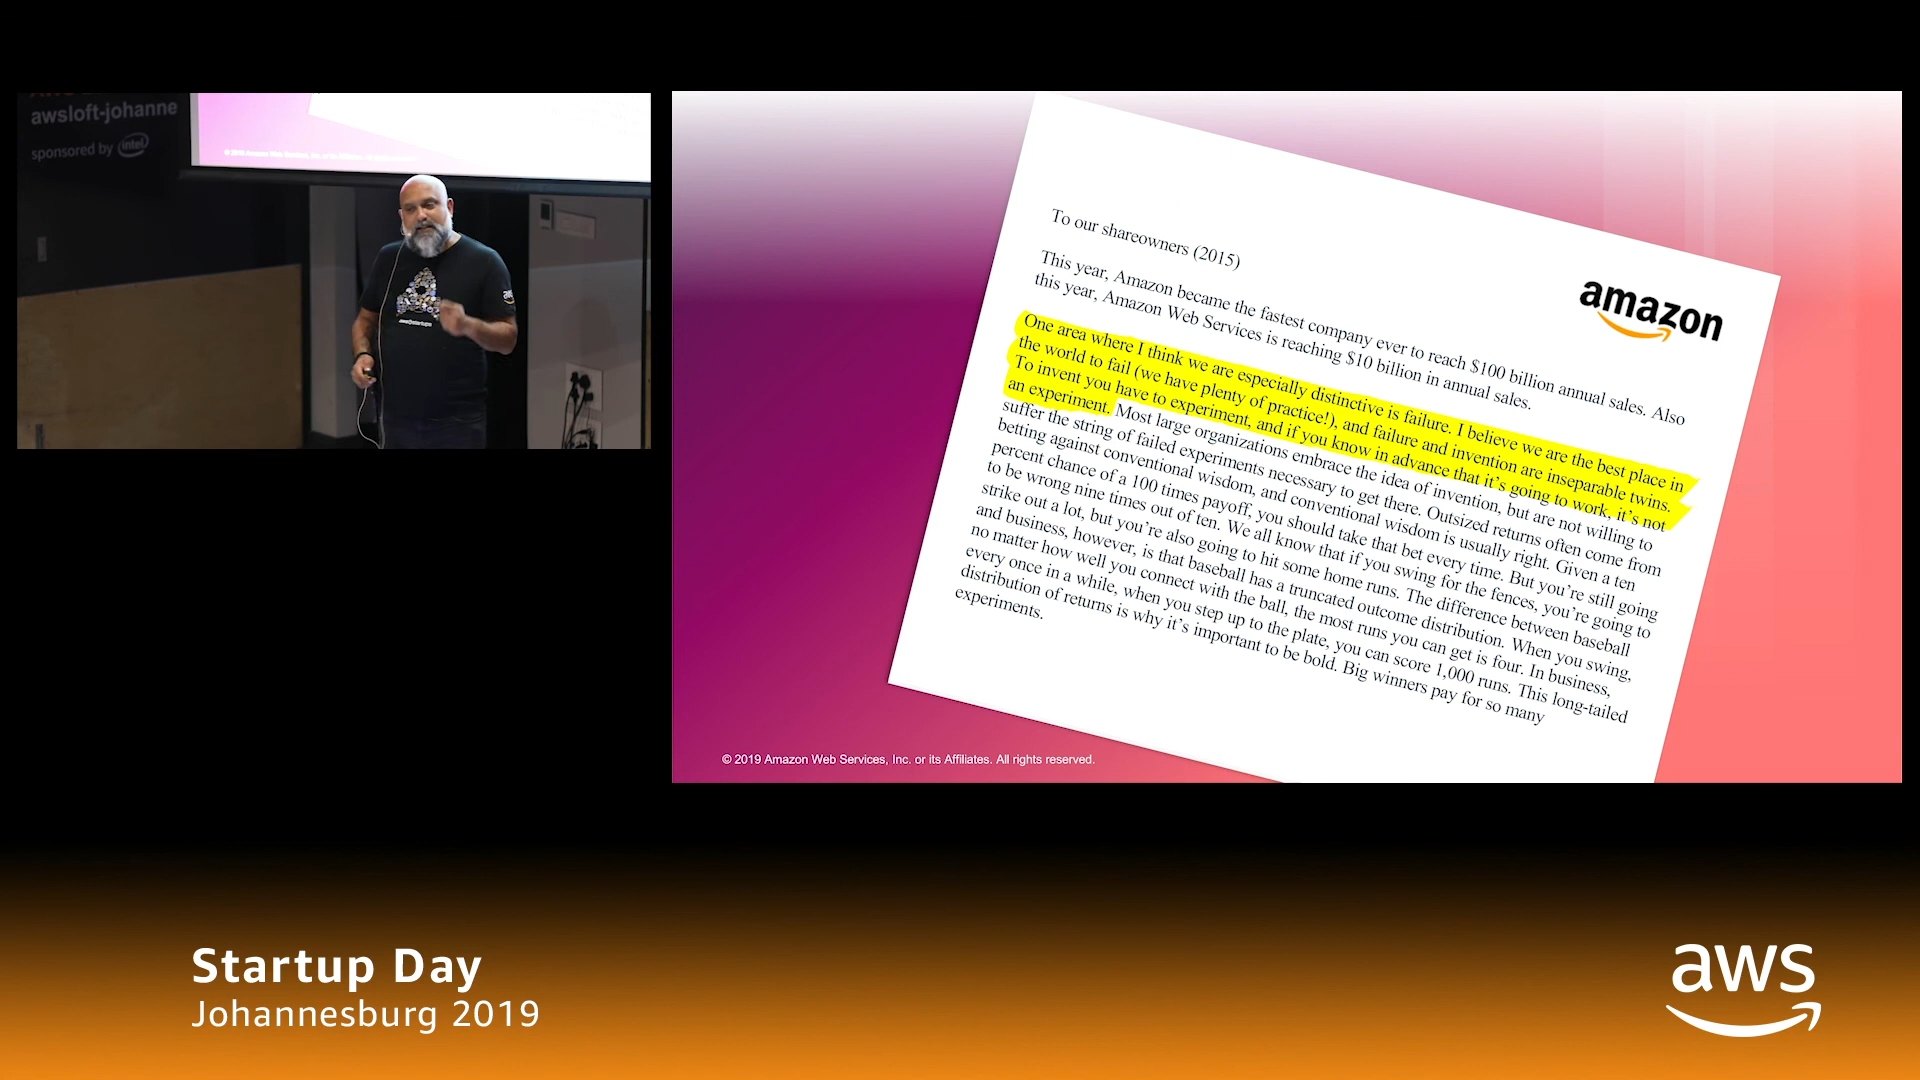 awsloft-johanne
sponsored by intel
aws
To our shareowners (2015)
amazon
This year, Amazon became the fastest company ever to reach $100 billion annual sales. Also
this year, Amazon Web Services is reaching $10 billion in annual sales.
One area where I think we are especially distinctive is failure. I believe we are the best place in
the world to fail (we have plenty of practice!), and failure and invention are inseparable twins.
To invent you have to experiment, and if you know in advance that it’s going to work, it’s not
an experiment. Most large organizations embrace the idea of invention, but are not willing to
suffer the string of failed experiments necessary to get there. Outsized returns often come from
betting against conventional wisdom, and conventional wisdom is usually right. Given a ten
percent chance of a 100 times payoff, you should take that bet every time. But you’re still going
to be wrong nine times out of ten. We all know that if you swing for the fences, you’re going to
strike out a lot, but you’re also going to hit some home runs. The difference between baseball
and business, however, is that baseball has a truncated outcome distribution. When you swing,
no matter how well you connect with the ball, the most runs you can get is four. In business,
every once in a while, when you step up to the plate, you can score 1,000 runs. This long-tailed
distribution of returns is why it’s important to be bold. Big winners pay for so many
experiments.
© 2019 Amazon Web Services, Inc. or its Affiliates. All rights reserved.
Startup Day
Johannesburg 2019
aws